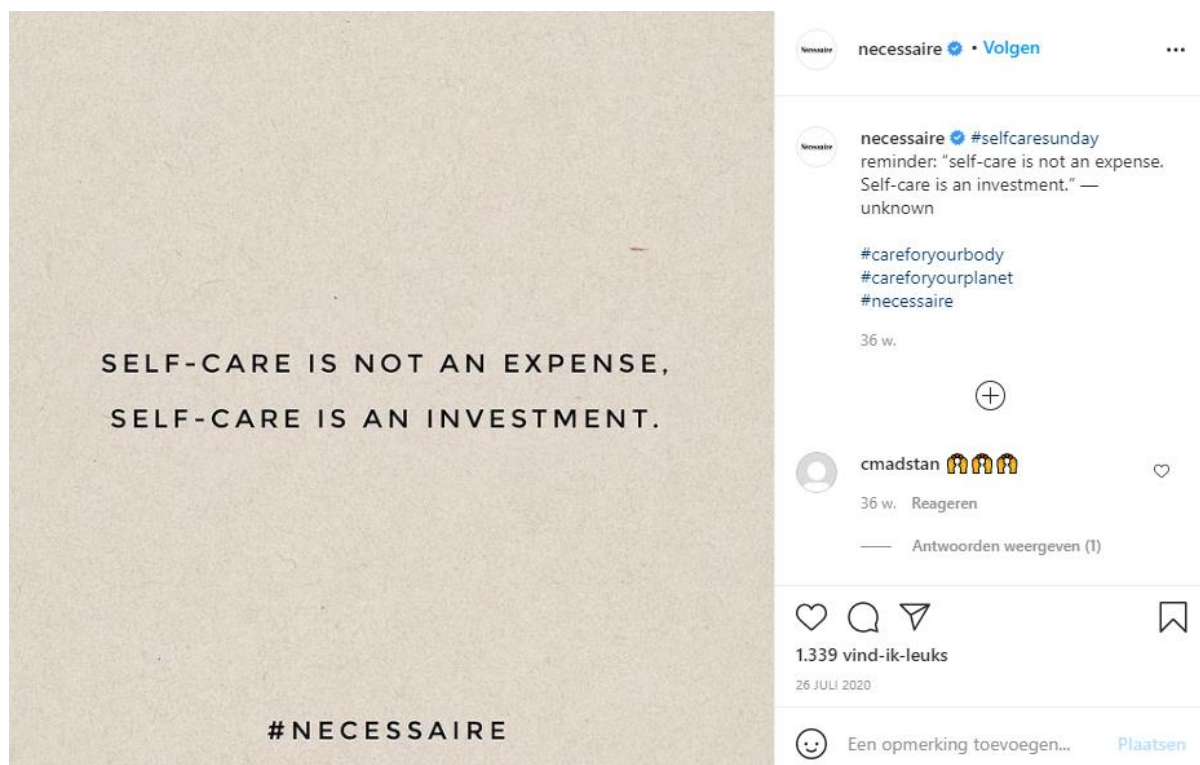 SELF-CARE IS NOT AN EXPENSE,
SELF-CARE IS AN INVESTMENT.
#NECESSAIRE
Necessaire
necessaire • Volgen
Necessaire
necessaire #selfcaresunday
reminder: “self-care is not an expense.
Self-care is an investment.” —
unknown
#careforyourbody
#careforyourplanet
#necessaire
36 w.
cmadstan 🙌🙌🙌
36 w. Reageren
Antwoorden weergeven (1)
1.339 vind-ik-leuks
26 JULI 2020
Een opmerking toevoegen... Plaatsen